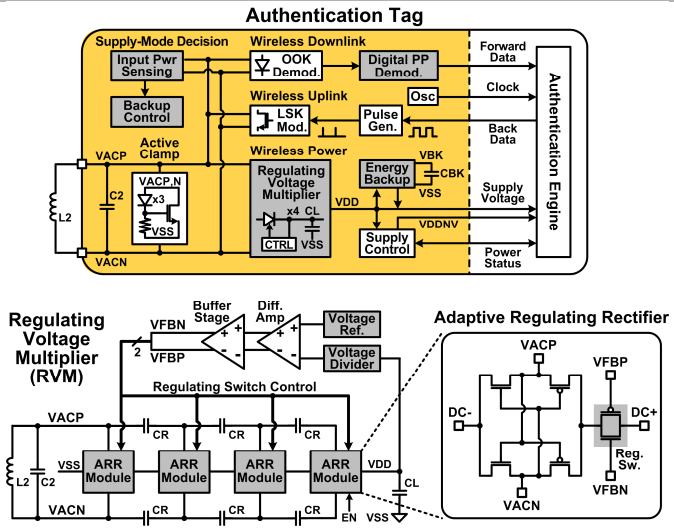 Authentication Tag
Supply-Mode Decision
Input Pwr
Sensing
Backup
Control
Wireless Downlink
OOK
Demod.
Digital PP
Demod.
Forward
Data
Osc
Clock
Wireless Uplink
LSK
Mod.
Pulse
Gen.
Back
Data
Authentication Engine
Active
Clamp
VACP
VACP,N
x3
VSS
C2
L2
VACN
Wireless Power
Regulating
Voltage
Multiplier
x4 CL
CTRL
VSS
VDD
Energy
Backup
VBK
CBK
VSS
Supply
Voltage
VDDNV
Supply
Control
Power
Status
Regulating
Voltage
Multiplier
(RVM)
Buffer
Stage
Diff.
Amp
VFBN
VFBP
2
+ +
- -
+ +
- -
Voltage
Ref.
Voltage
Divider
Regulating Switch Control
VACP
CR
CR
CR
L2
C2
VSS
ARR
Module
ARR
Module
ARR
Module
ARR
Module
VDD
CL
VACN
CR
CR
CR
EN
VSS
Adaptive Regulating Rectifier
VACP
VFBP
DC-
DC+
Reg.
Sw.
VACN
VFBN